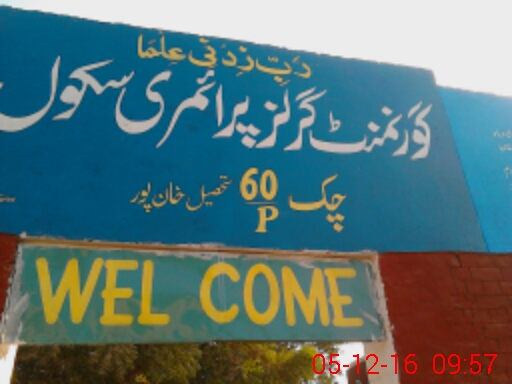 رَبِّ زِدْنِی عِلْمَا
گورنمنٹ گرلز پرائمری سکول
چک 60/P تحصیل خان پور
WEL COME
05-12-16 09:57